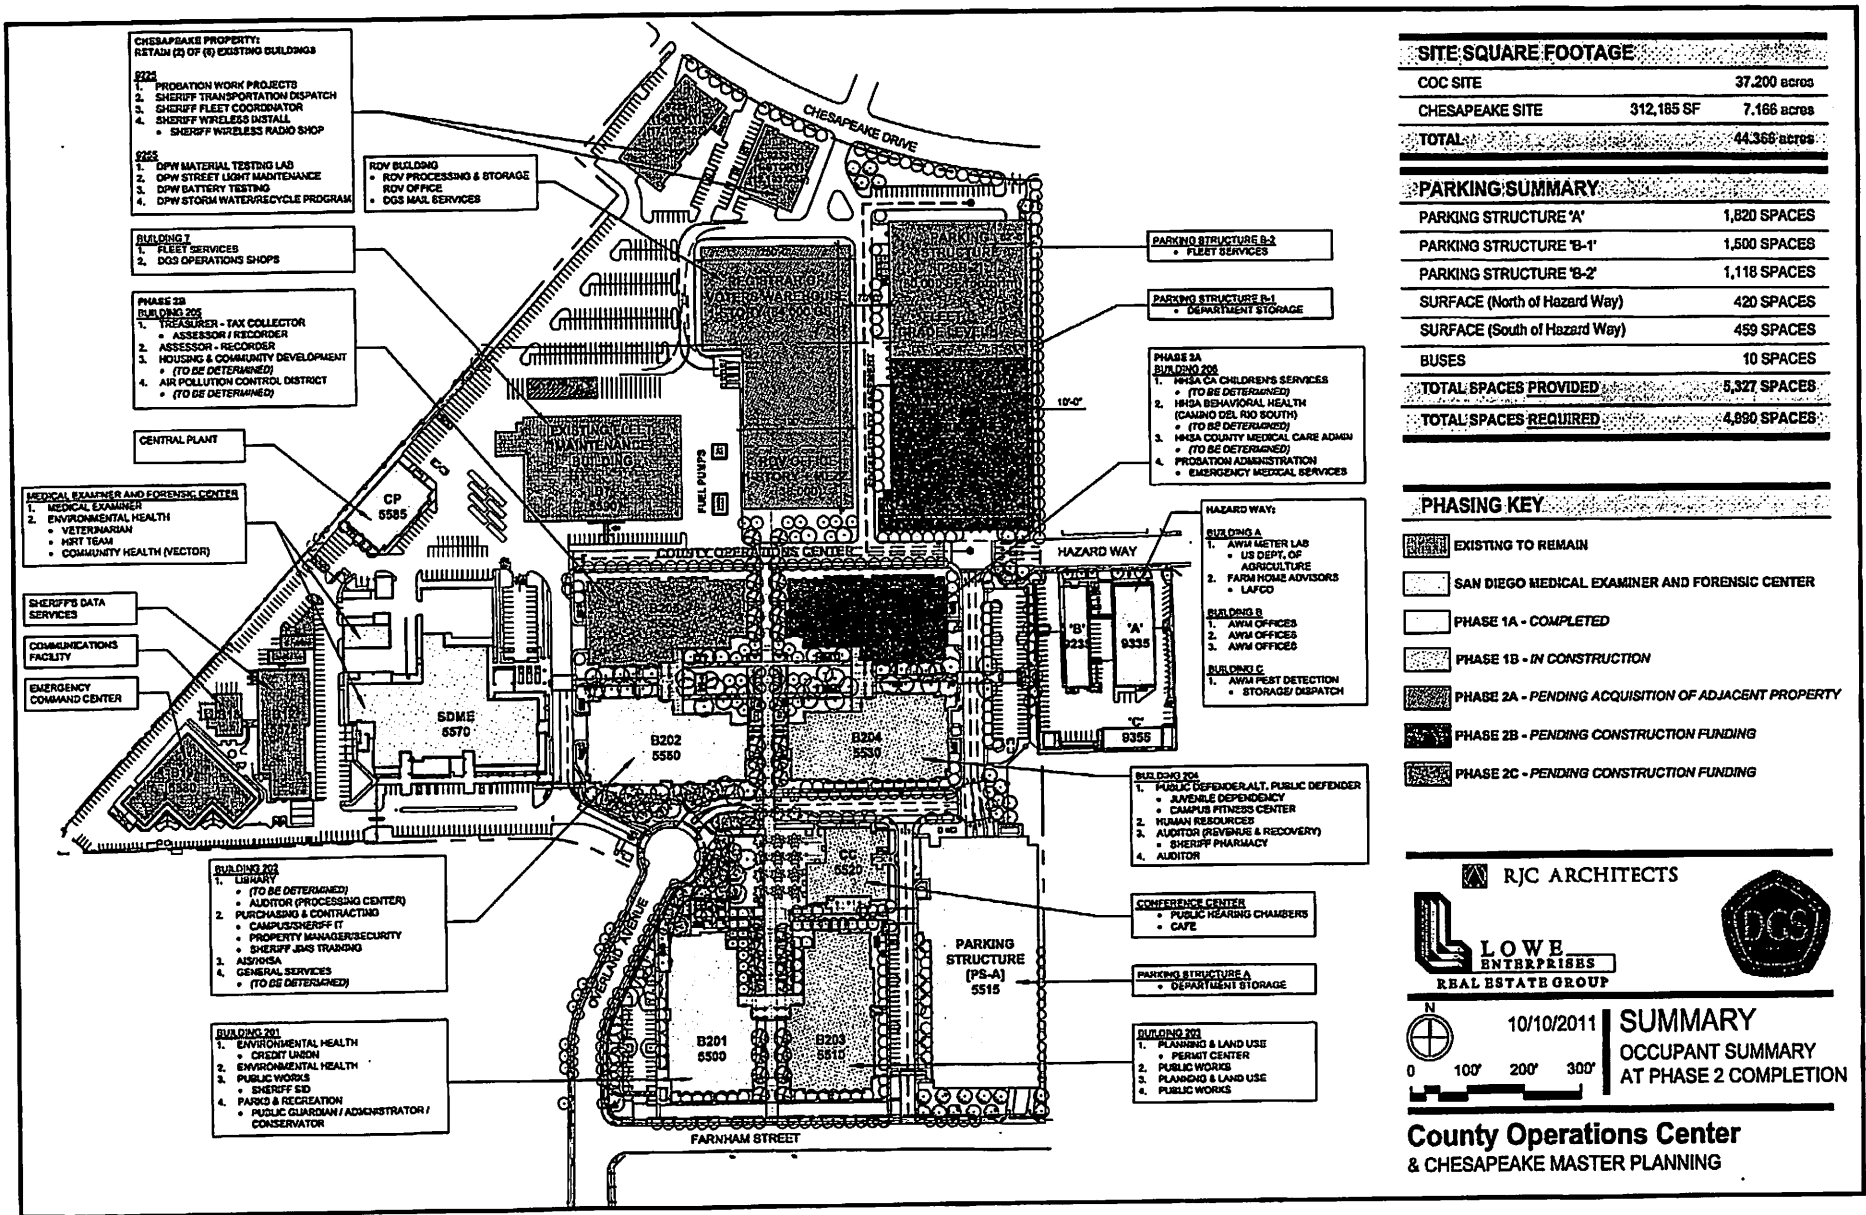 CHESAPEAKE PROPERTY:
RETAIN (2) OF (6) EXISTING BUILDINGS
9225
1. PROBATION WORK PROJECTS
2. SHERIFF TRANSPORTATION DISPATCH
3. SHERIFF FLEET COORDINATOR
4. SHERIFF WIRELESS INSTALL
• SHERIFF WIRELESS RADIO SHOP
9255
1. DPW MATERIAL TESTING LAB
2. DPW STREET LIGHT MAINTENANCE
3. DPW BATTERY TESTING
4. DPW STORM WATER/RECYCLE PROGRAM
ROV BUILDING
• ROV PROCESSING & STORAGE
ROV OFFICE
• DGS MAIL SERVICES
BUILDING 7
1. FLEET SERVICES
2. DGS OPERATIONS SHOPS
PHASE 2B
BUILDING 205
1. TREASURER - TAX COLLECTOR
• ASSESSOR / RECORDER
2. ASSESSOR - RECORDER
3. HOUSING & COMMUNITY DEVELOPMENT
• (TO BE DETERMINED)
4. AIR POLLUTION CONTROL DISTRICT
• (TO BE DETERMINED)
CENTRAL PLANT
MEDICAL EXAMINER AND FORENSIC CENTER
1. MEDICAL EXAMINER
2. ENVIRONMENTAL HEALTH
• VETERINARIAN
• HIRT TEAM
• COMMUNITY HEALTH (VECTOR)
SHERIFF'S DATA
SERVICES
COMMUNICATIONS
FACILITY
EMERGENCY
COMMAND CENTER
BUILDING 202
1. LIBRARY
• (TO BE DETERMINED)
• AUDITOR (PROCESSING CENTER)
2. PURCHASING & CONTRACTING
• CAMPUS/SHERIFF IT
• PROPERTY MANAGER/SECURITY
• SHERIFF JIMS TRAINING
3. AIS/HHSA
4. GENERAL SERVICES
• (TO BE DETERMINED)
BUILDING 201
1. ENVIRONMENTAL HEALTH
• CREDIT UNION
2. ENVIRONMENTAL HEALTH
3. PUBLIC WORKS
• SHERIFF SID
4. PARKS & RECREATION
• PUBLIC GUARDIAN / ADMINISTRATOR /
CONSERVATOR
CHESAPEAKE DRIVE
REGISTRAR OF
VOTERS WAREHOUSE
ROV OFFICE
PARKING
STRUCTURE
EXISTING FLEET
MAINTENANCE
BUILDING
FUEL PUMPS
10'-0"
CP
5585
COUNTY OPERATIONS CENTER
HAZARD WAY
SDME
5570
B202
5550
B204
5530
'B'
9235
'A'
9335
'C'
9355
CC
5520
PARKING
STRUCTURE
(PS-A)
5515
B201
5500
B203
5510
OVERLAND AVENUE
FARNHAM STREET
PARKING STRUCTURE B-2
• FLEET SERVICES
PARKING STRUCTURE B-1
• DEPARTMENT STORAGE
PHASE 2A
BUILDING 206
1. HHSA CA CHILDREN'S SERVICES
• (TO BE DETERMINED)
2. HHSA BEHAVIORAL HEALTH
(CAMINO DEL RIO SOUTH)
• (TO BE DETERMINED)
3. HHSA COUNTY MEDICAL CARE ADMIN
• (TO BE DETERMINED)
4. PROBATION ADMINISTRATION
• EMERGENCY MEDICAL SERVICES
HAZARD WAY:
BUILDING A
1. AWM METER LAB
• US DEPT. OF
AGRICULTURE
2. FARM HOME ADVISORS
• LAFCO
BUILDING B
1. AWM OFFICES
2. AWM OFFICES
3. AWM OFFICES
BUILDING C
1. AWM PEST DETECTION
• STORAGE/ DISPATCH
BUILDING 204
1. PUBLIC DEFENDER/ALT. PUBLIC DEFENDER
• JUVENILE DEPENDENCY
• CAMPUS FITNESS CENTER
2. HUMAN RESOURCES
3. AUDITOR (REVENUE & RECOVERY)
• SHERIFF PHARMACY
4. AUDITOR
CONFERENCE CENTER
• PUBLIC HEARING CHAMBERS
• CAFE
PARKING STRUCTURE A
• DEPARTMENT STORAGE
BUILDING 203
1. PLANNING & LAND USE
• PERMIT CENTER
2. PUBLIC WORKS
3. PLANNING & LAND USE
4. PUBLIC WORKS
SITE SQUARE FOOTAGE
COC SITE 37.200 acres
CHESAPEAKE SITE 312,185 SF 7.166 acres
TOTAL 44.366 acres
PARKING SUMMARY
PARKING STRUCTURE 'A' 1,820 SPACES
PARKING STRUCTURE 'B-1' 1,500 SPACES
PARKING STRUCTURE 'B-2' 1,118 SPACES
SURFACE (North of Hazard Way) 420 SPACES
SURFACE (South of Hazard Way) 459 SPACES
BUSES 10 SPACES
TOTAL SPACES PROVIDED 5,327 SPACES
TOTAL SPACES REQUIRED 4,890 SPACES
PHASING KEY
EXISTING TO REMAIN
SAN DIEGO MEDICAL EXAMINER AND FORENSIC CENTER
PHASE 1A - COMPLETED
PHASE 1B - IN CONSTRUCTION
PHASE 2A - PENDING ACQUISITION OF ADJACENT PROPERTY
PHASE 2B - PENDING CONSTRUCTION FUNDING
PHASE 2C - PENDING CONSTRUCTION FUNDING
RJC ARCHITECTS
LOWE
ENTERPRISES
REAL ESTATE GROUP
DGS
N
0 100' 200' 300'
10/10/2011
SUMMARY
OCCUPANT SUMMARY
AT PHASE 2 COMPLETION
County Operations Center
& CHESAPEAKE MASTER PLANNING